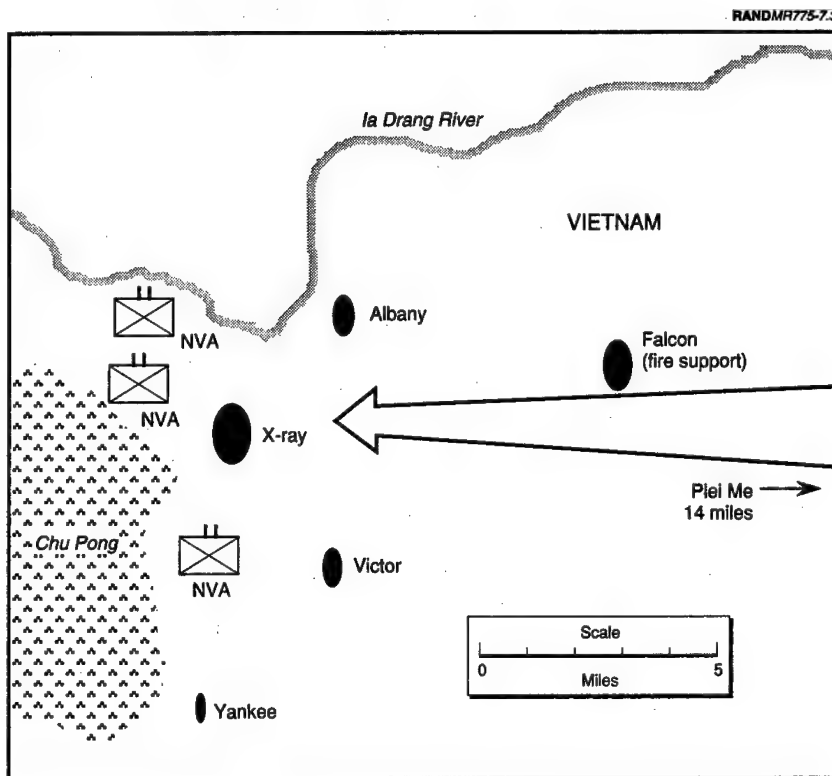 RANDMR775-7.3
Ia Drang River
VIETNAM
NVA
Albany
Falcon
(fire support)
NVA
X-ray
Plei Me
14 miles
Chu Pong
NVA
Victor
Scale
0 5
Miles
Yankee